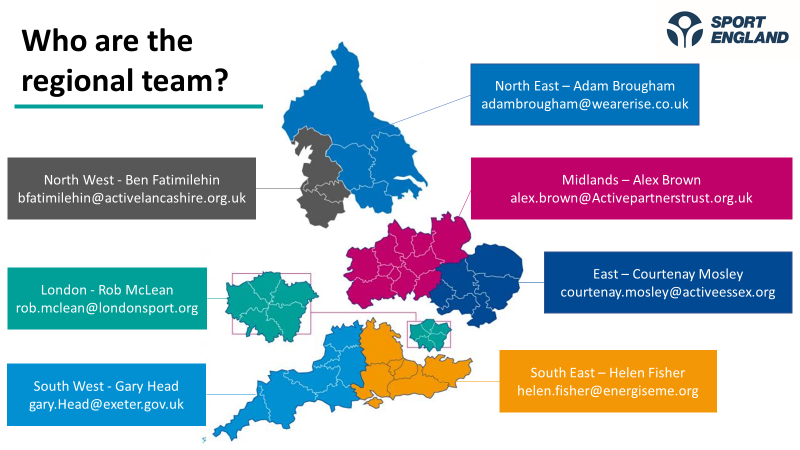 Who are the
regional team?
SPORT
ENGLAND
North East – Adam Brougham
adambrougham@wearerise.co.uk
North West - Ben Fatimilehin
bfatimilehin@activelancashire.org.uk
Midlands – Alex Brown
alex.brown@Activepartnerstrust.org.uk
East – Courtenay Mosley
courtenay.mosley@activeessex.org
London - Rob McLean
rob.mclean@londonsport.org
South West - Gary Head
gary.Head@exeter.gov.uk
South East – Helen Fisher
helen.fisher@energiseme.org